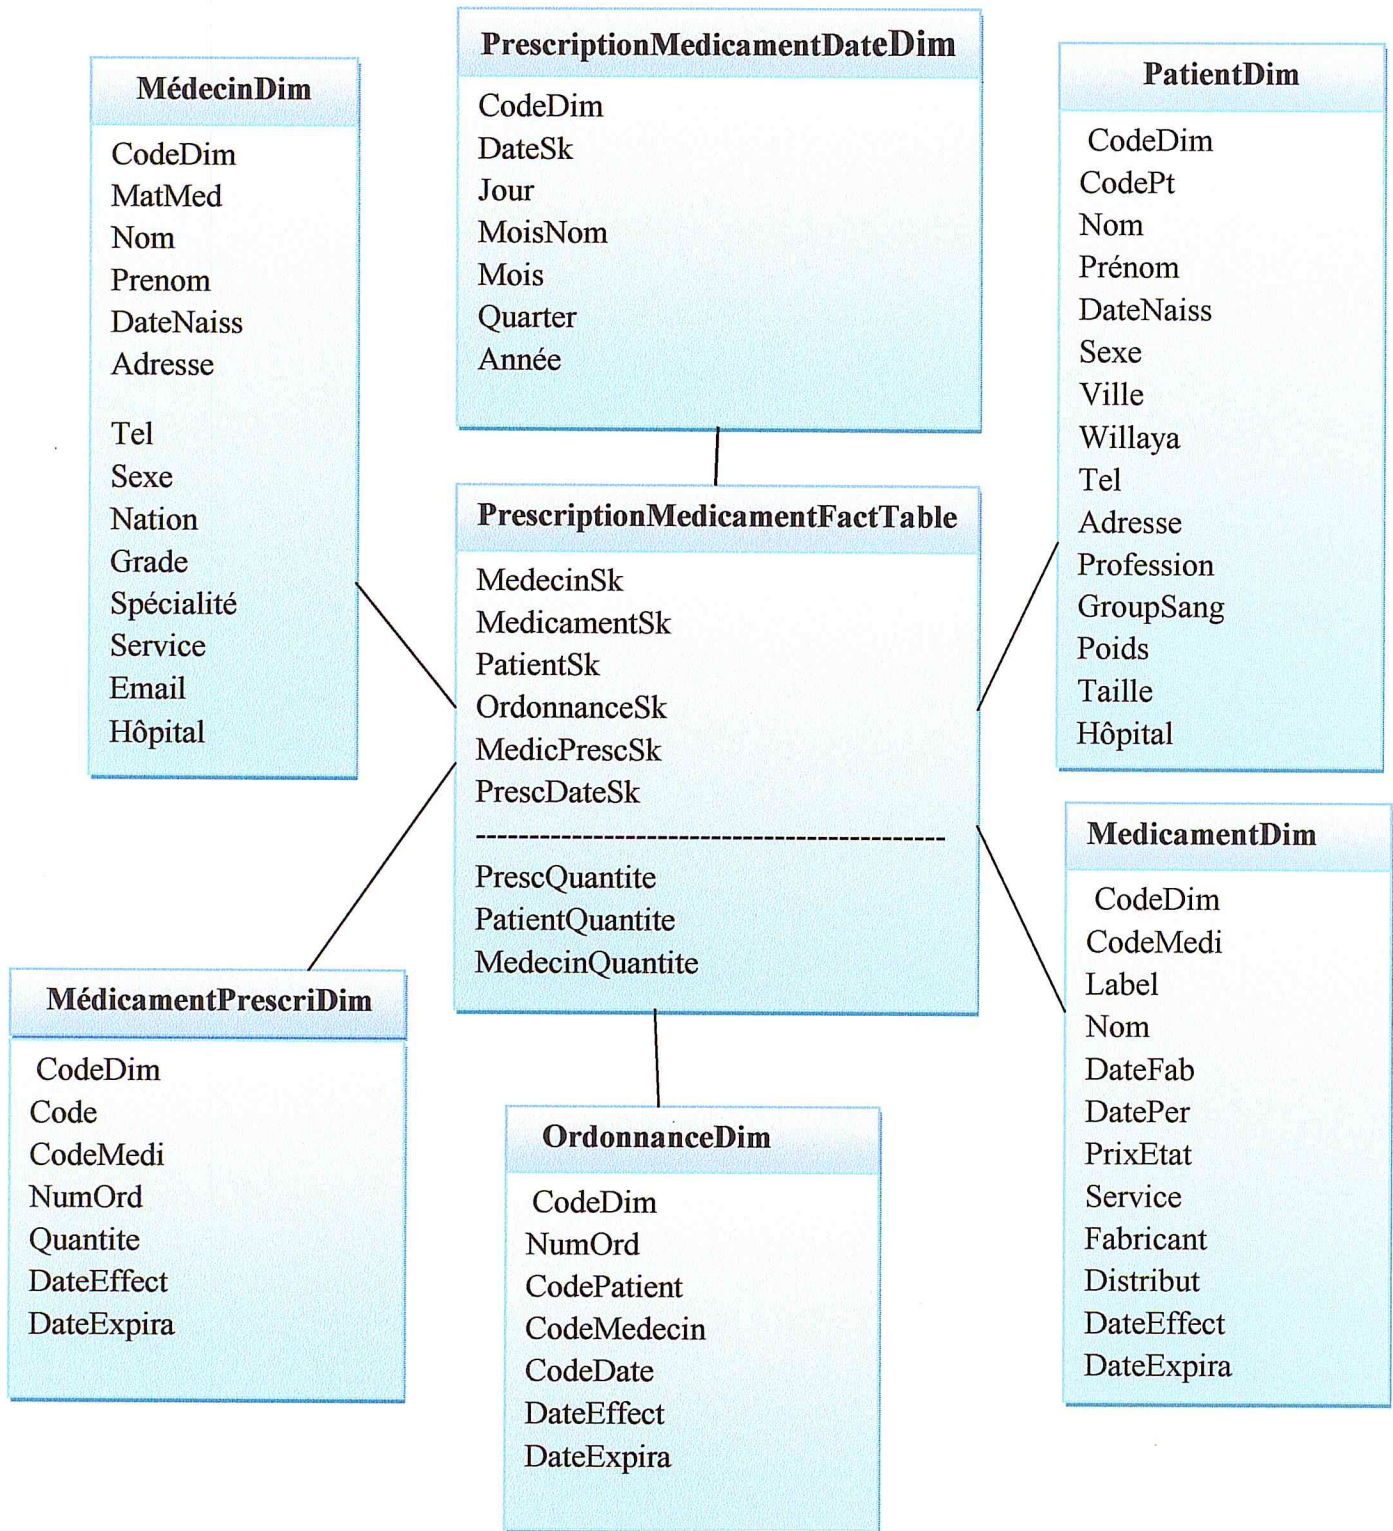 PrescriptionMedicamentDateDim
CodeDim
DateSk
Jour
MoisNom
Mois
Quarter
Année
MédecinDim
CodeDim
MatMed
Nom
Prenom
DateNaiss
Adresse
Tel
Sexe
Nation
Grade
Spécialité
Service
Email
Hôpital
PatientDim
CodeDim
CodePt
Nom
Prénom
DateNaiss
Sexe
Ville
Willaya
Tel
Adresse
Profession
GroupSang
Poids
Taille
Hôpital
PrescriptionMedicamentFactTable
MedecinSk
MedicamentSk
PatientSk
OrdonnanceSk
MedicPrescSk
PrescDateSk
--------------------------------------------
PrescQuantite
PatientQuantite
MedecinQuantite
MedicamentDim
CodeDim
CodeMedi
Label
Nom
DateFab
DatePer
PrixEtat
Service
Fabricant
Distribut
DateEffect
DateExpira
MédicamentPrescriDim
CodeDim
Code
CodeMedi
NumOrd
Quantite
DateEffect
DateExpira
OrdonnanceDim
CodeDim
NumOrd
CodePatient
CodeMedecin
CodeDate
DateEffect
DateExpira